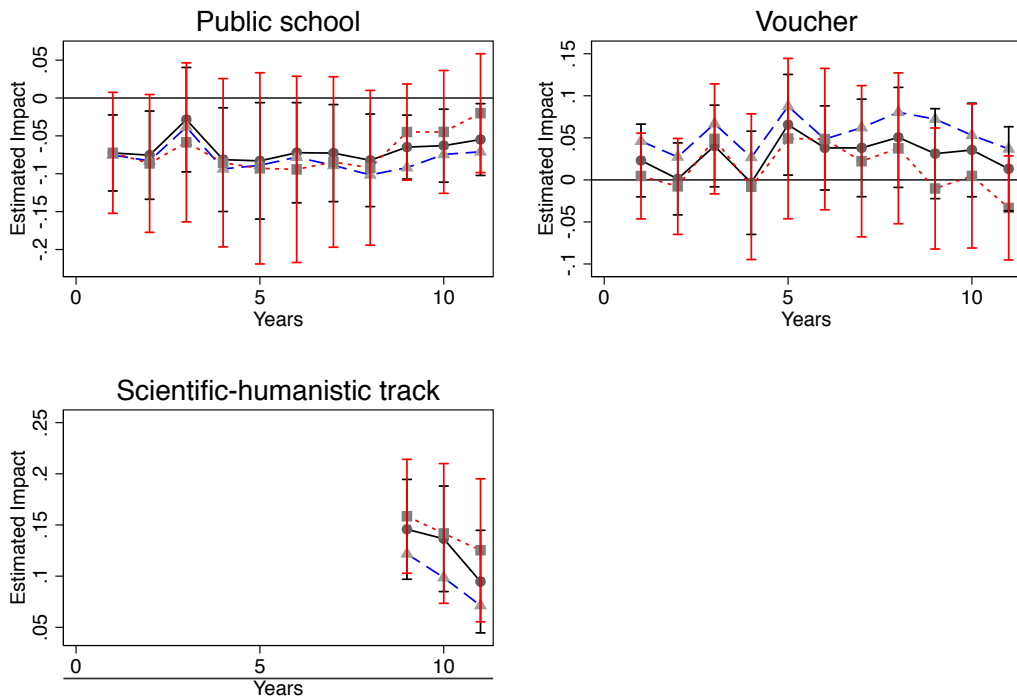 Public school
Estimated Impact
.05
0
-.05
-.1
-.15
-.2
0
5
10
Years
Voucher
Estimated Impact
.15
.1
.05
0
-.05
-.1
0
5
10
Years
Scientific-humanistic track
Estimated Impact
.25
.2
.15
.1
.05
0
5
10
Years